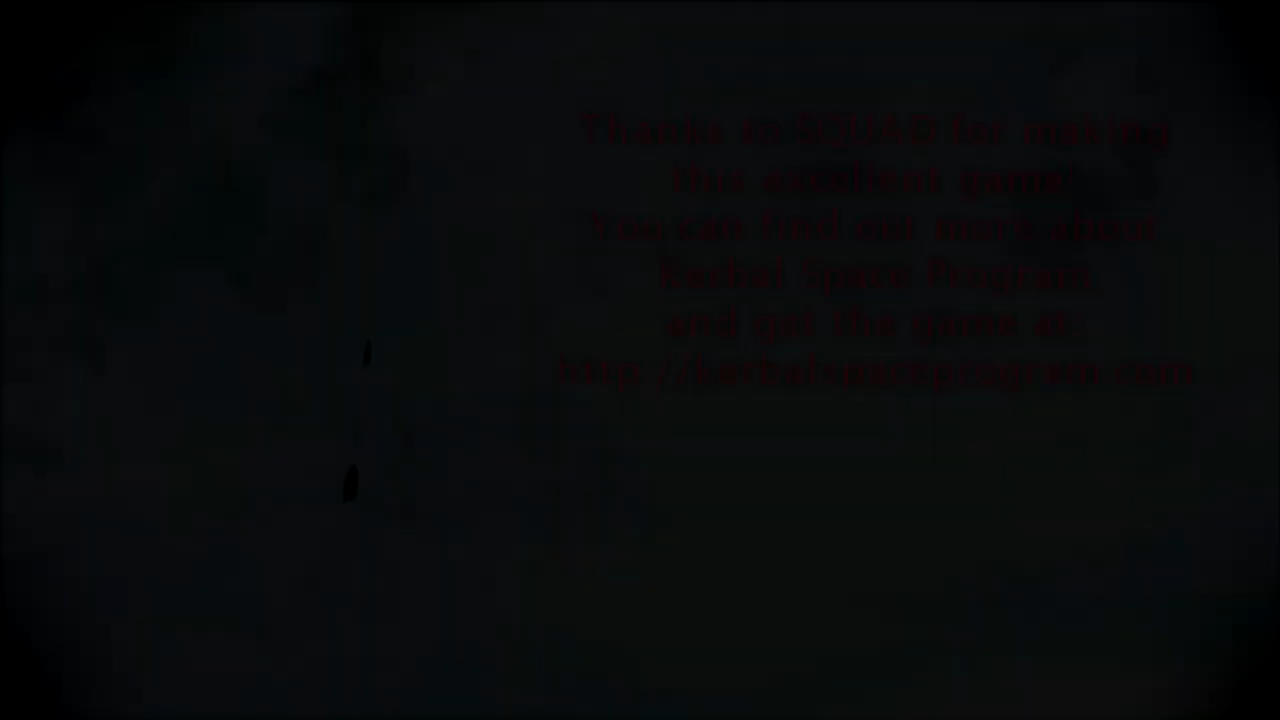 Thanks to SQUAD for making
this excellent game!
You can find out more about
Kerbal Space Program
and get the game at:
http://kerbalspaceprogram.com